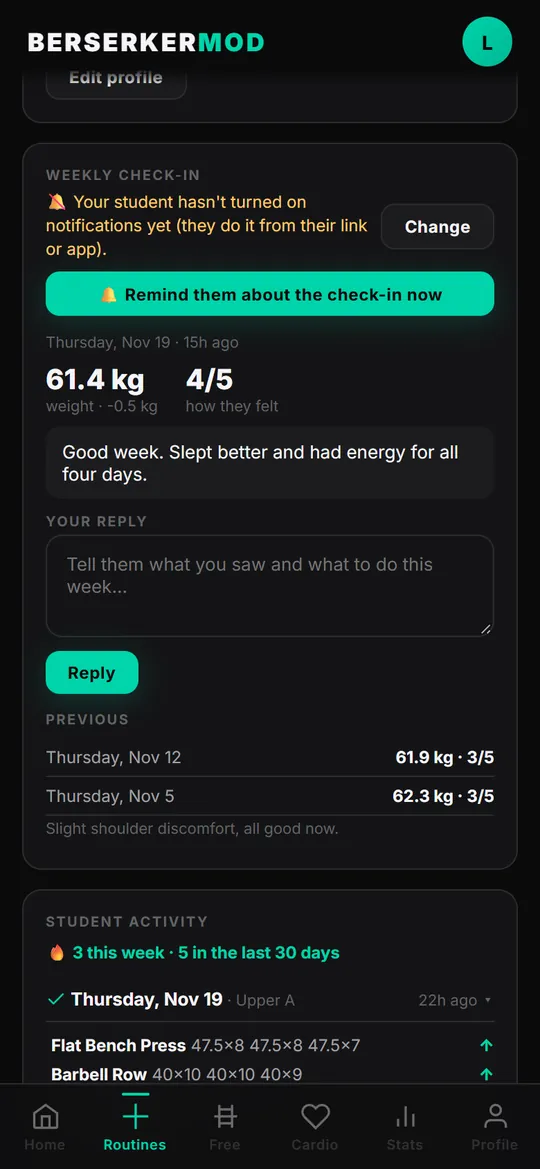 BERSERKERMOD
L
Edit profile
WEEKLY CHECK-IN
Your student hasn't turned on
notifications yet (they do it from their link
or app).
Change
Remind them about the check-in now
Thursday, Nov 19 · 15h ago
61.4 kg 4/5
weight · -0.5 kg how they felt
Good week. Slept better and had energy for all
four days.
YOUR REPLY
Tell them what you saw and what to do this
week...
Reply
PREVIOUS
Thursday, Nov 12 61.9 kg · 3/5
Thursday, Nov 5 62.3 kg · 3/5
Slight shoulder discomfort, all good now.
STUDENT ACTIVITY
3 this week · 5 in the last 30 days
Thursday, Nov 19 · Upper A 22h ago
Flat Bench Press 47.5×8 47.5×8 47.5×7
Barbell Row 40×10 40×10 40×9
Home Routines Free Cardio Stats Profile